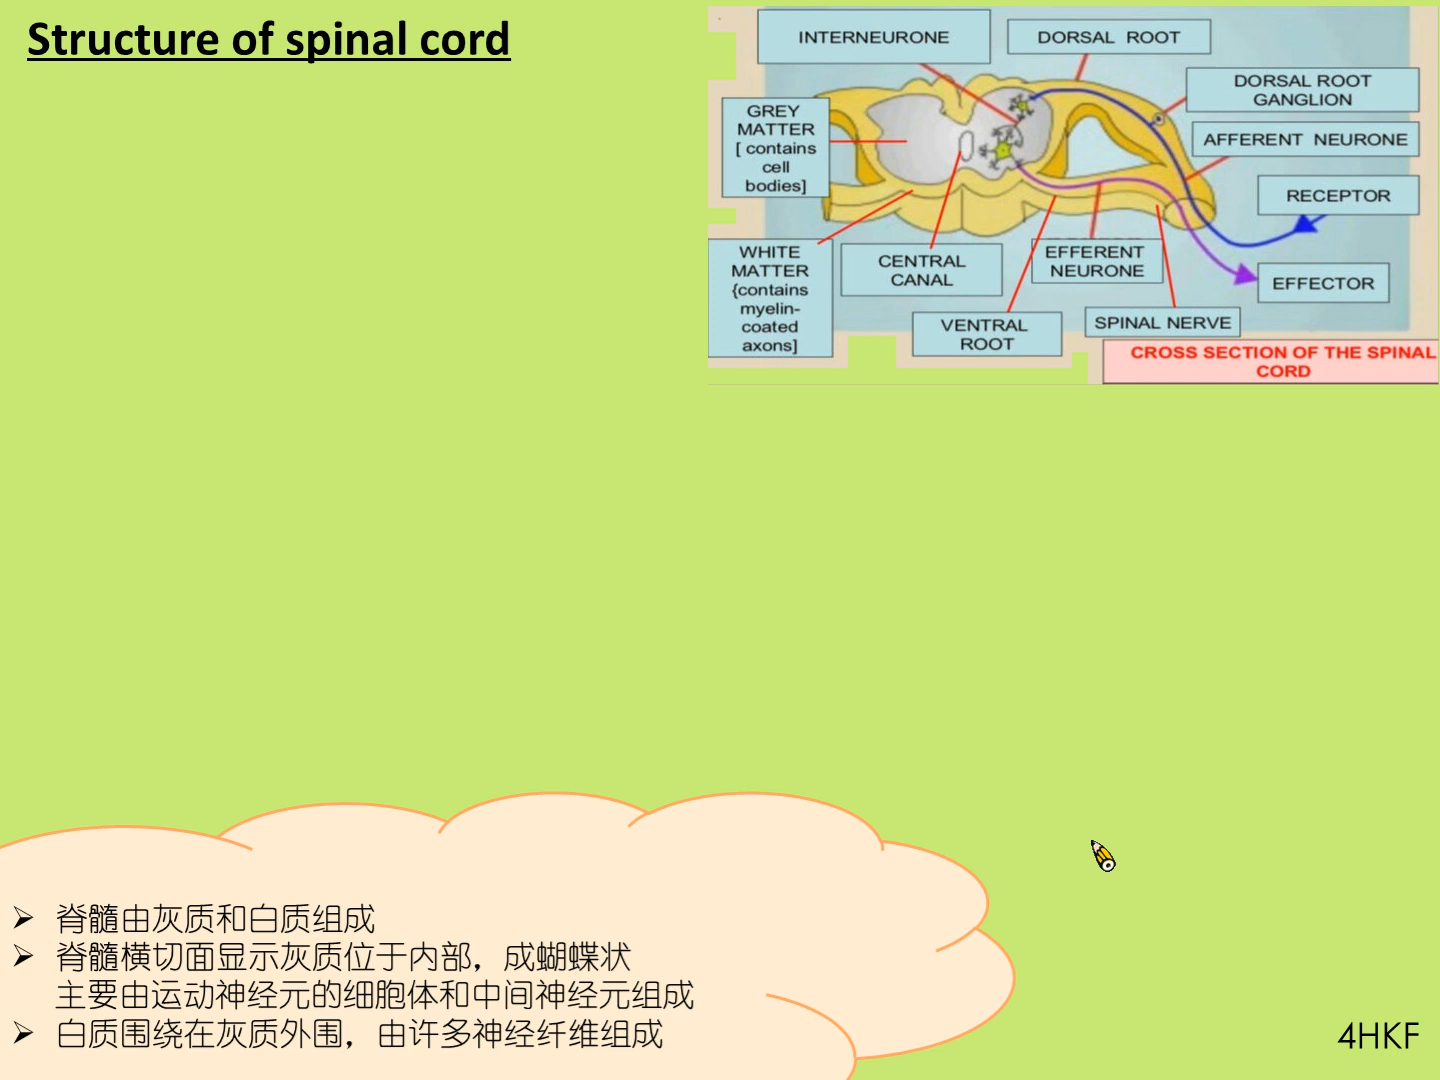 Structure of spinal cord
INTERNEURONE
DORSAL ROOT
DORSAL ROOT
GANGLION
GREY
MATTER
[ contains
cell
bodies]
AFFERENT NEURONE
RECEPTOR
WHITE
MATTER
{contains
myelin-
coated
axons]
CENTRAL
CANAL
EFFERENT
NEURONE
EFFECTOR
VENTRAL
ROOT
SPINAL NERVE
CROSS SECTION OF THE SPINAL
CORD
➢ 脊髓由灰质和白质组成
➢ 脊髓横切面显示灰质位于内部，成蝴蝶状
主要由运动神经元的细胞体和中间神经元组成
➢ 白质围绕在灰质外围，由许多神经纤维组成
4HKF